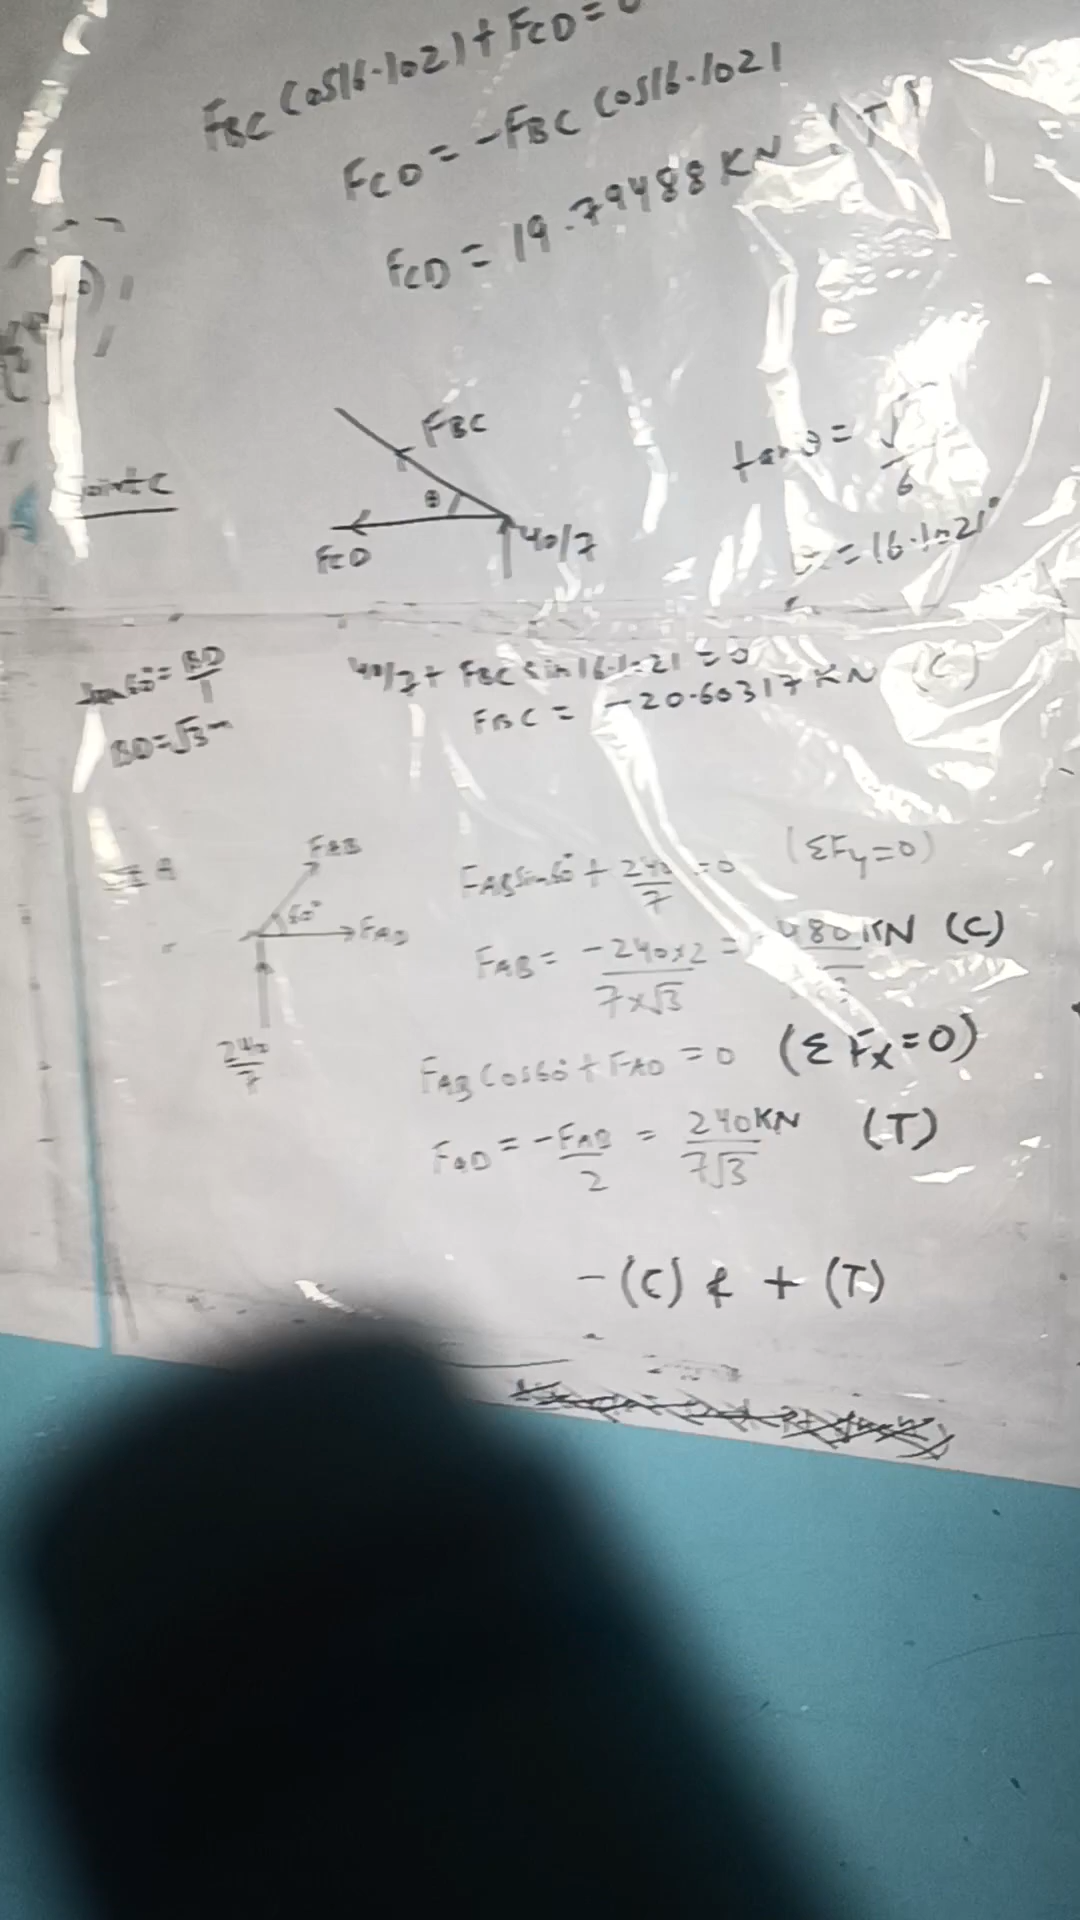 FBC Cos16.1021 + FCD = 0
FCD = -FBC Cos16.1021
FCD = 19.79488 KN (T)
FBC
tanθ = √ / 6
Joint C
θ
FCD
40/7
= 16.1021°
tan60° = BD/1
40/7 + FBC sin16.1021 = 0
FBC = -20.60317 KN (C)
BD = √3 m
FAB
A
FAB Sin60° + 240/7 = 0 (ΣFy=0)
60°
FAD
FAB = -240×2 / 7×√3 = -480 KN (C)
240/7
FAB Cos60° + FAD = 0 (ΣFx=0)
FAD = -FAB/2 = 240KN / 7√3 (T)
- (C) & + (T)